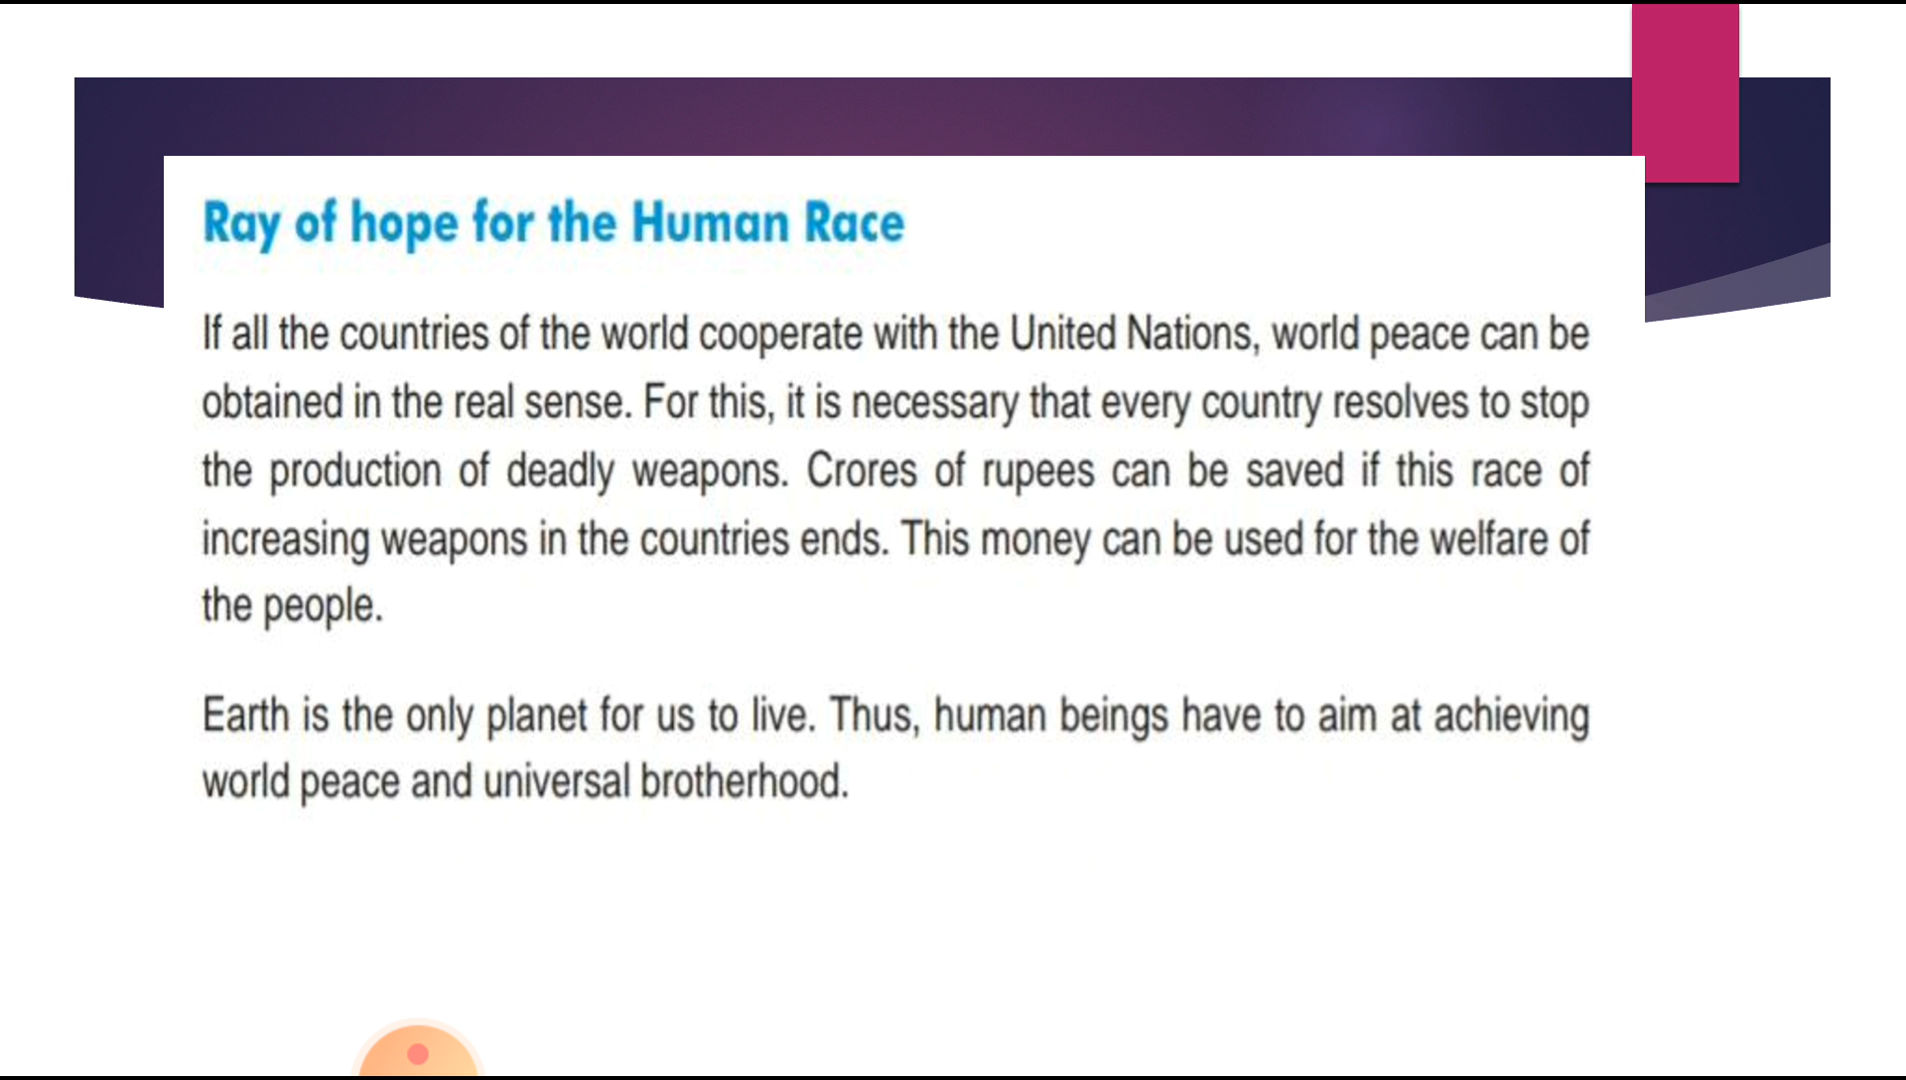 Ray of hope for the Human Race
If all the countries of the world cooperate with the United Nations, world peace can be
obtained in the real sense. For this, it is necessary that every country resolves to stop
the production of deadly weapons. Crores of rupees can be saved if this race of
increasing weapons in the countries ends. This money can be used for the welfare of
the people.
Earth is the only planet for us to live. Thus, human beings have to aim at achieving
world peace and universal brotherhood.